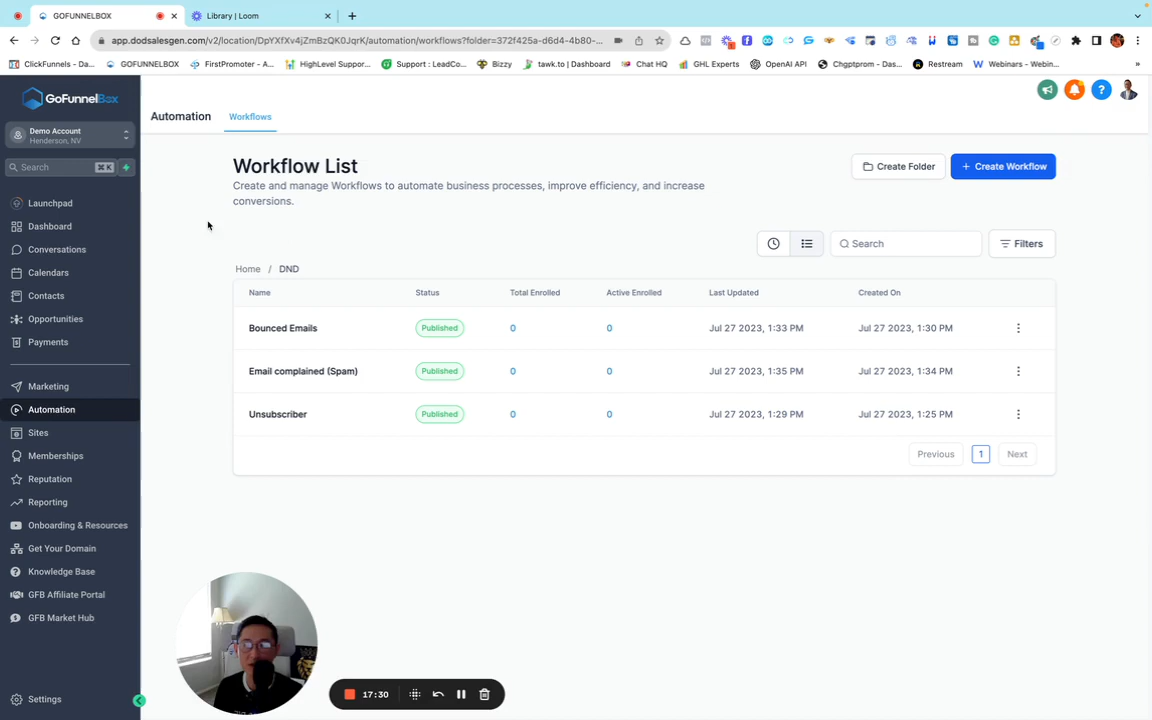 GOFUNNELBOX
Library | Loom
app.dodsalesgen.com/v2/location/DpYXfXv4jZmBzQK0JqrK/automation/workflows?folder=372f425a-d6d4-4b80-...
ClickFunnels - Da...
GOFUNNELBOX
FirstPromoter - A...
HighLevel Suppor...
Support : LeadCo...
Bizzy
tawk.to | Dashboard
Chat HQ
GHL Experts
OpenAI API
Chgptprom - Das...
Restream
Webinars - Webin...
»
GoFunnelBox
Demo Account
Henderson, NV
Search ⌘K
Launchpad
Dashboard
Conversations
Calendars
Contacts
Opportunities
Payments
Marketing
Automation
Sites
Memberships
Reputation
Reporting
Onboarding & Resources
Get Your Domain
Knowledge Base
GFB Affiliate Portal
GFB Market Hub
Settings
Automation Workflows
Workflow List
Create and manage Workflows to automate business processes, improve efficiency, and increase
conversions.
Create Folder
+ Create Workflow
Search
Filters
Home / DND
Name Status Total Enrolled Active Enrolled Last Updated Created On
Bounced Emails Published 0 0 Jul 27 2023, 1:33 PM Jul 27 2023, 1:30 PM
Email complained (Spam) Published 0 0 Jul 27 2023, 1:35 PM Jul 27 2023, 1:34 PM
Unsubscriber Published 0 0 Jul 27 2023, 1:29 PM Jul 27 2023, 1:25 PM
Previous 1 Next
17:30